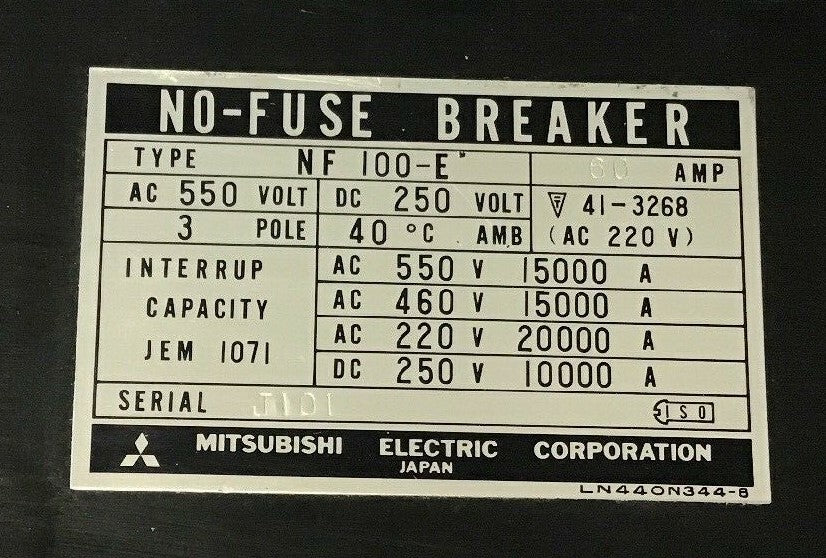 NO-FUSE BREAKER
TYPE NF 100-E 60 AMP
AC 550 VOLT DC 250 VOLT 41-3268
3 POLE 40 °C AMB (AC 220 V)
INTERRUP CAPACITY JEM 1071
AC 550 V 15000 A
AC 460 V 15000 A
AC 220 V 20000 A
DC 250 V 10000 A
SERIAL J101 ISO
MITSUBISHI ELECTRIC CORPORATION
JAPAN
LN440N344-8